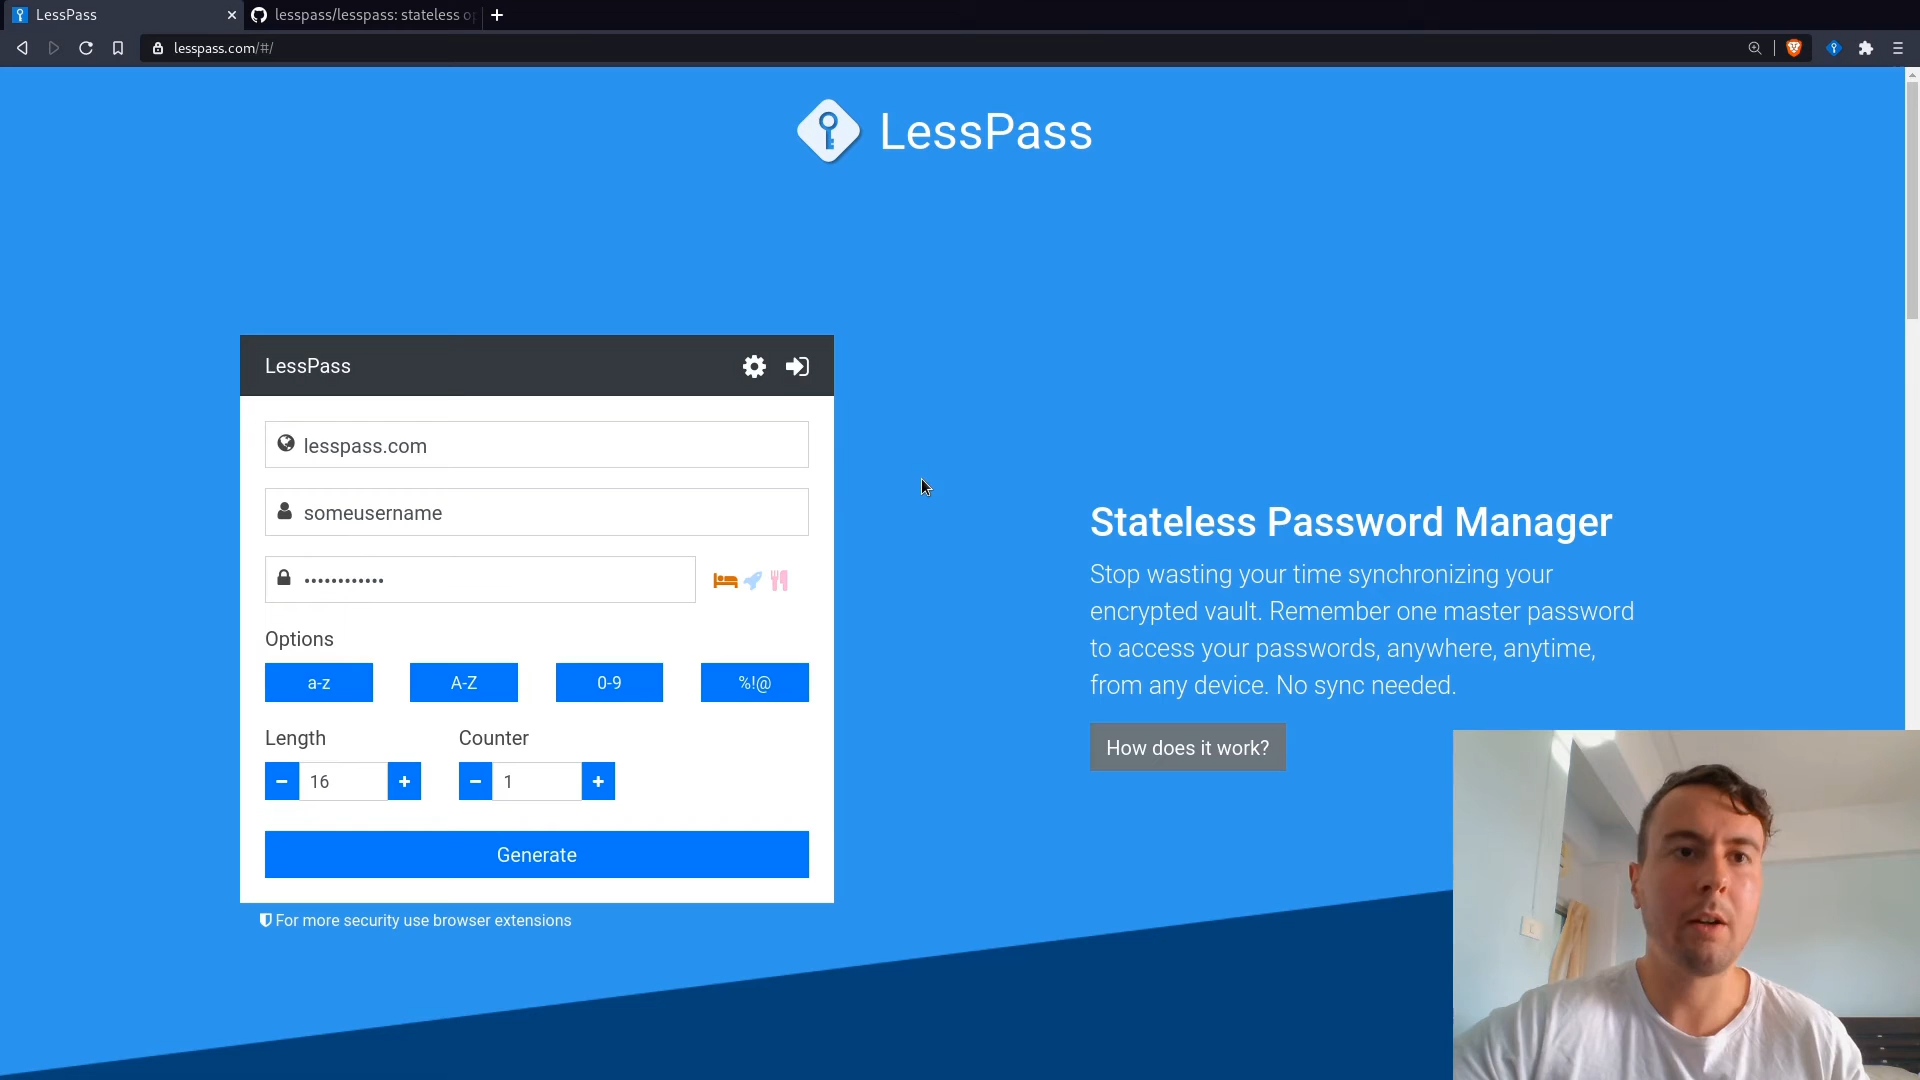 LessPass
lesspass/lesspass: stateless op
lesspass.com/#/
LessPass
LessPass
lesspass.com
someusername
••••••••••••
Options
a-z
A-Z
0-9
%!@
Length
Counter
16
1
Generate
For more security use browser extensions
Stateless Password Manager
Stop wasting your time synchronizing your
encrypted vault. Remember one master password
to access your passwords, anywhere, anytime,
from any device. No sync needed.
How does it work?